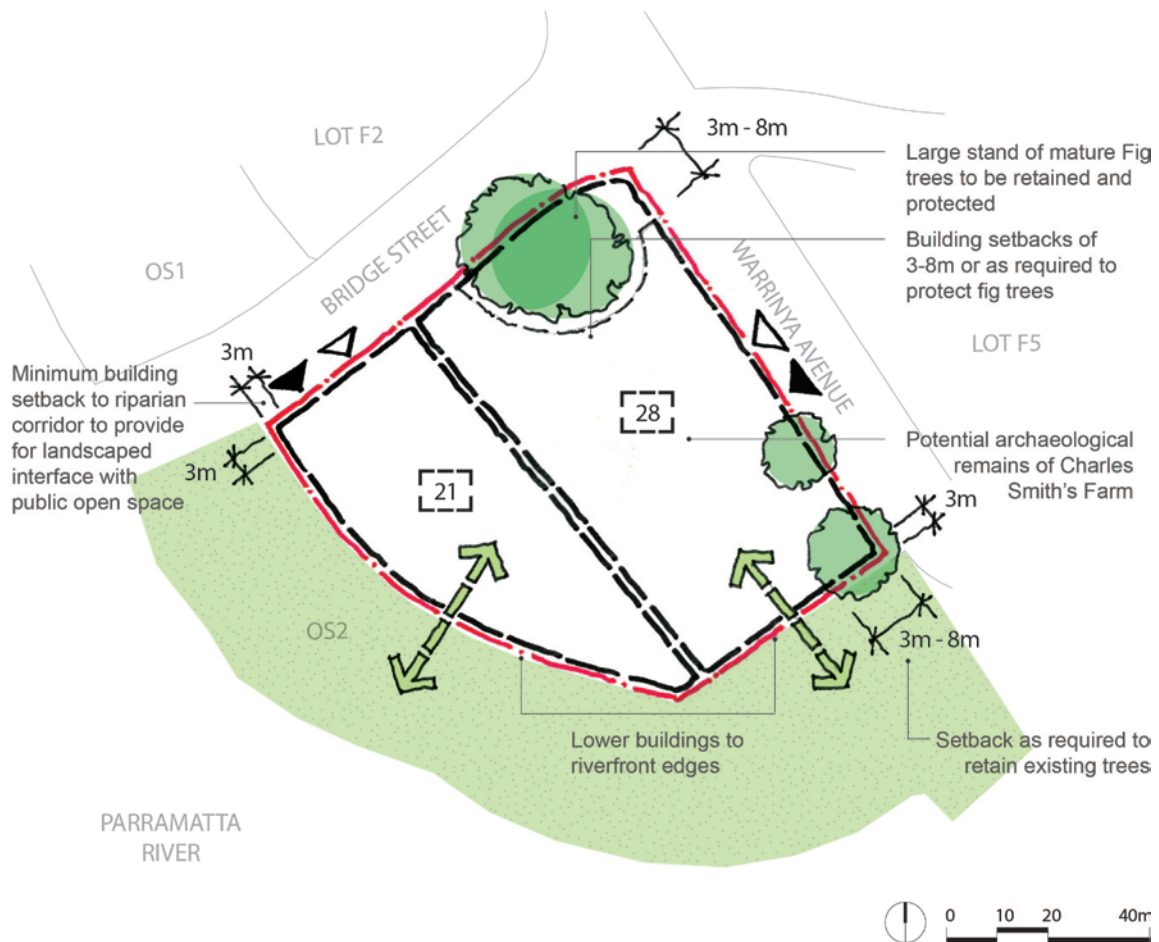 LOT F2
3m - 8m
Large stand of mature Fig
trees to be retained and
protected
BRIDGE STREET
OS1
Building setbacks of
3-8m or as required to
protect fig trees
WARRINYA AVENUE
LOT F5
3m
Minimum building
setback to riparian
corridor to provide
for landscaped
interface with
public open space
3m
28
21
Potential archaeological
remains of Charles
Smith's Farm
3m
OS2
3m - 8m
Lower buildings to
riverfront edges
Setback as required to
retain existing trees
PARRAMATTA
RIVER
0 10 20 40m